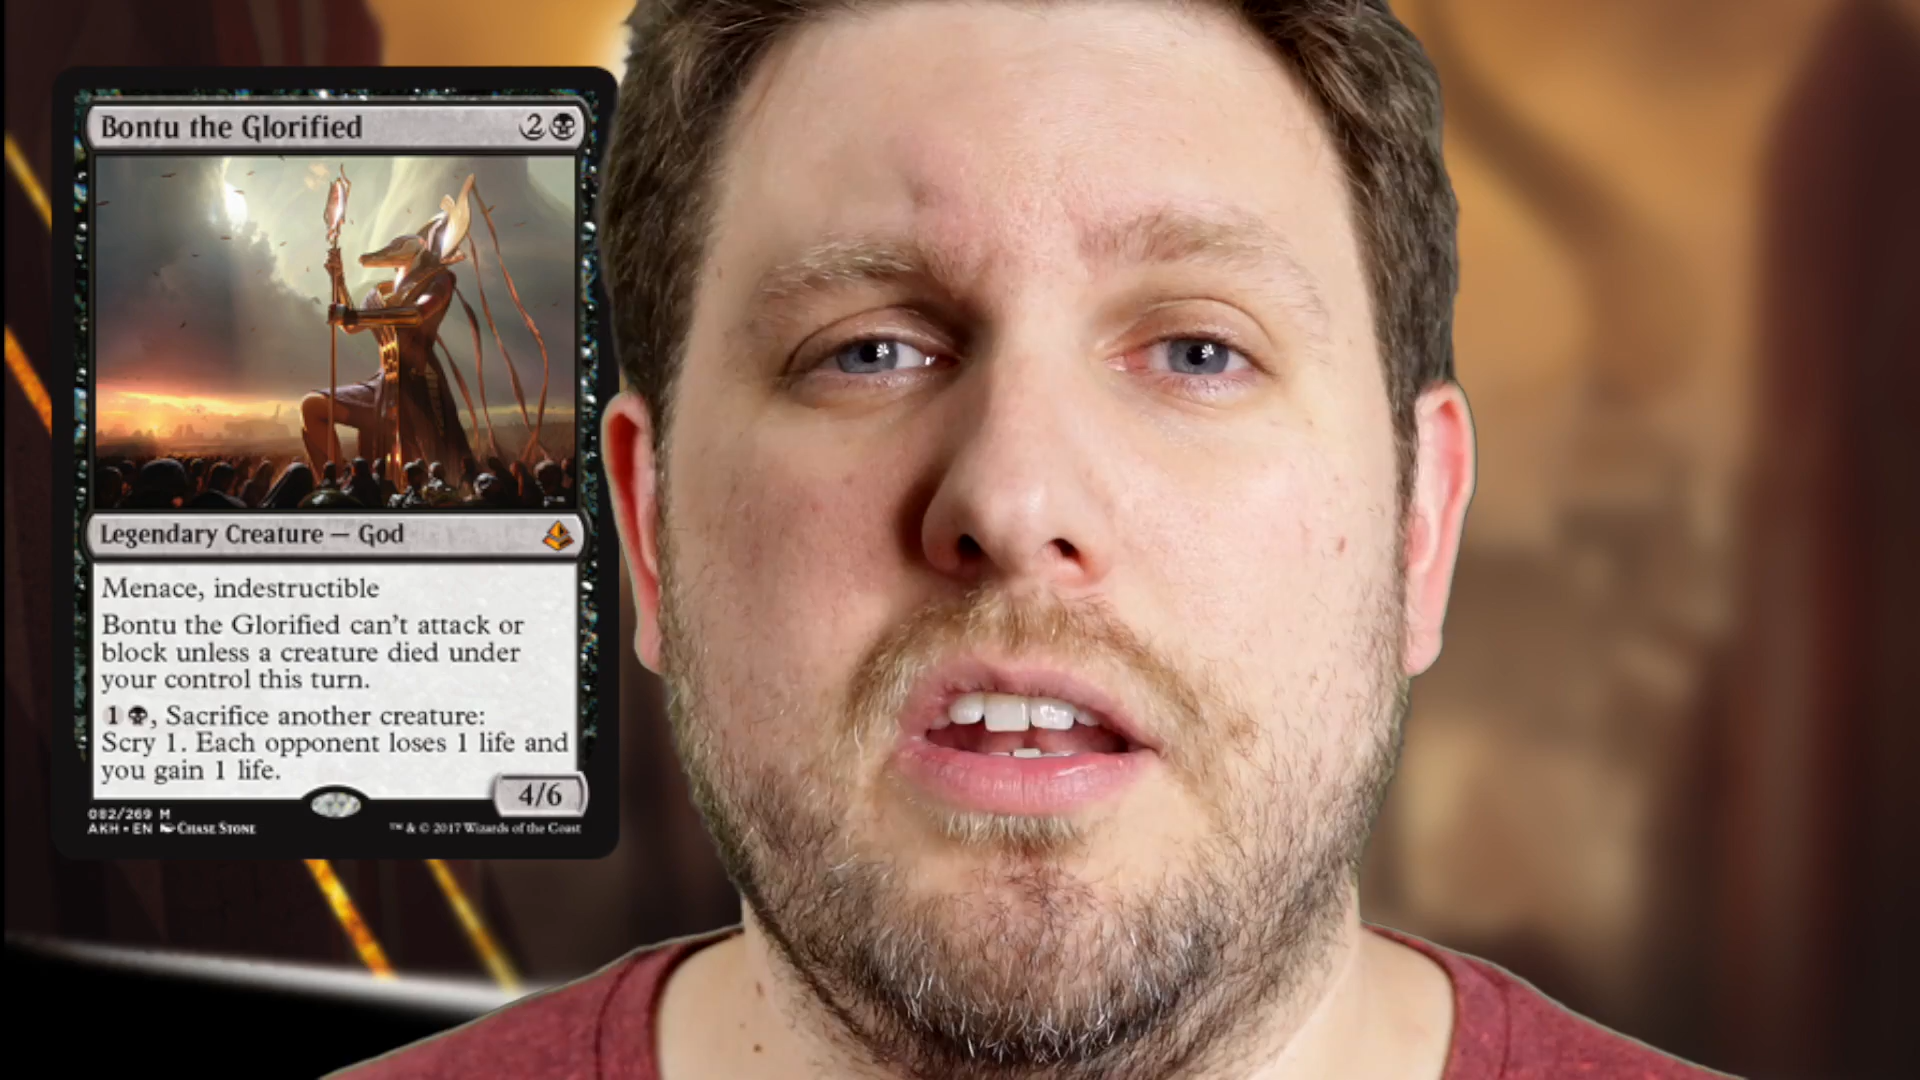 Bontu the Glorified 2
Legendary Creature — God
Menace, indestructible
Bontu the Glorified can't attack or
block unless a creature died under
your control this turn.
1, Sacrifice another creature:
Scry 1. Each opponent loses 1 life and
you gain 1 life.
4/6
082/269 M
AKH • EN Chase Stone
™ & © 2017 Wizards of the Coast